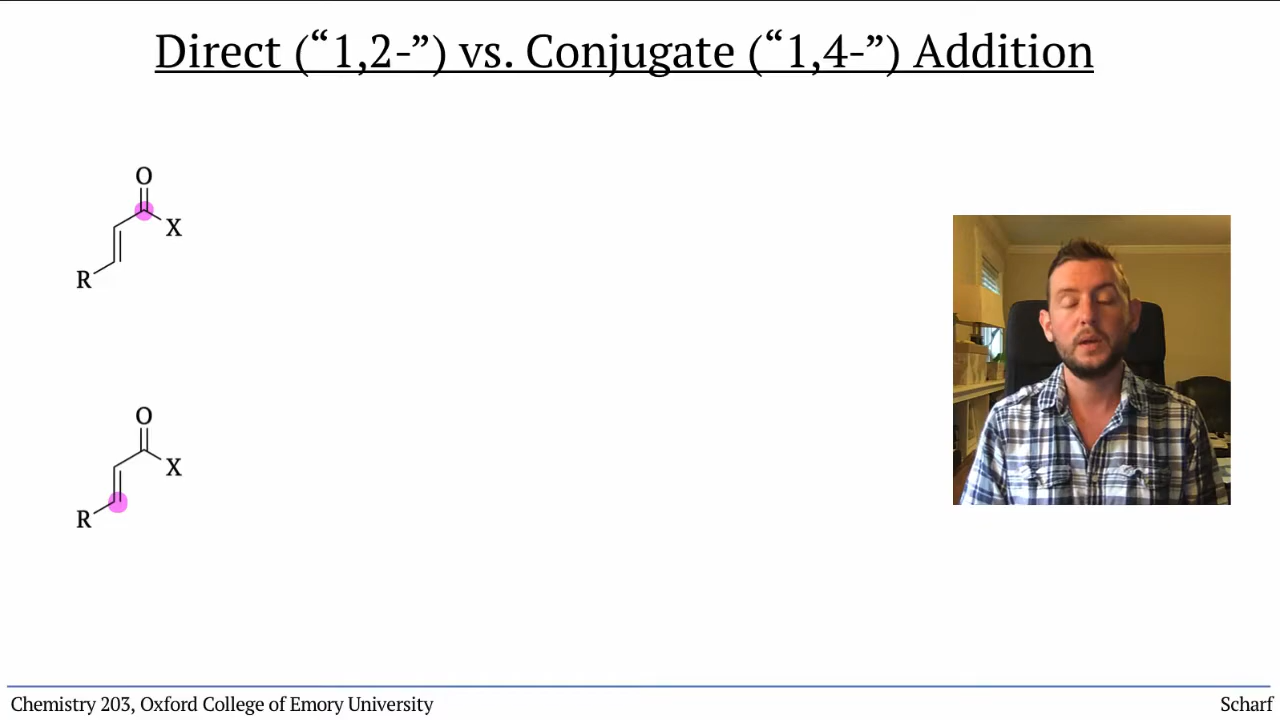 Direct (“1,2-”) vs. Conjugate (“1,4-”) Addition
O
X
R
O
X
R
Chemistry 203, Oxford College of Emory University
Scharf